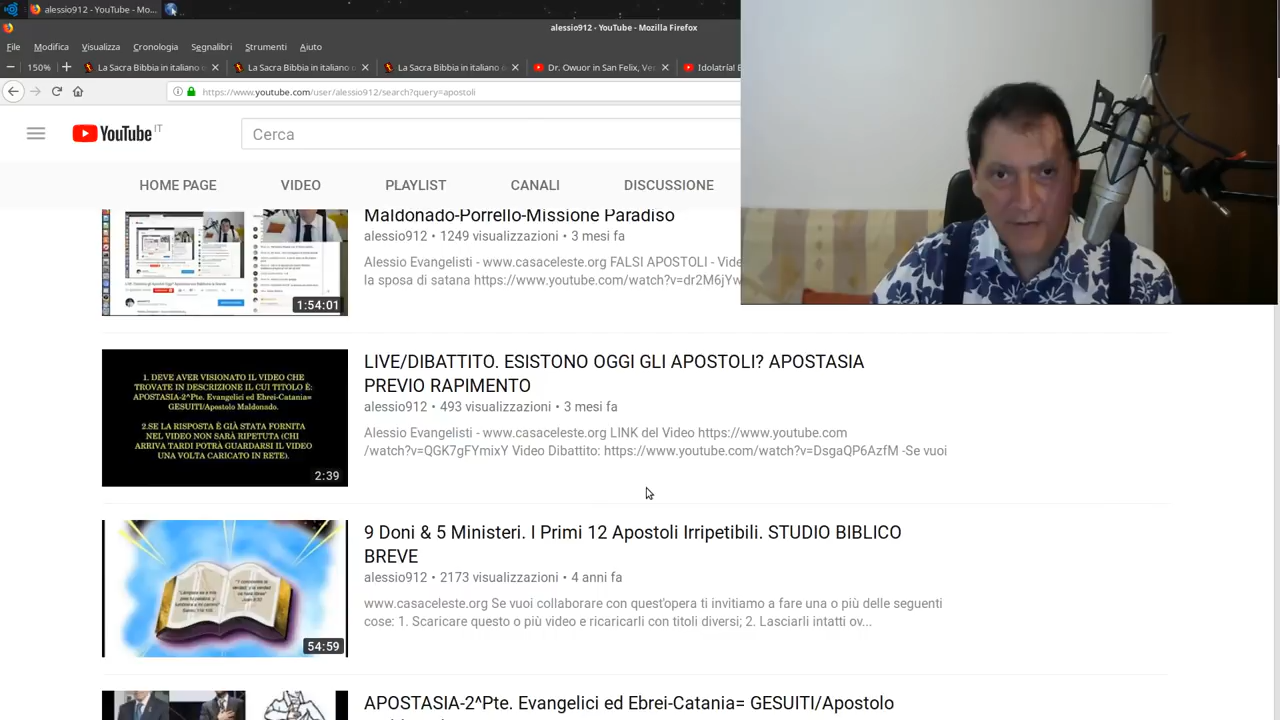 alessio912 - YouTube - Mo...
alessio912 - YouTube - Mozilla Firefox
File Modifica Visualizza Cronologia Segnalibri Strumenti Aiuto
150% La Sacra Bibbia in italiano La Sacra Bibbia in italiano La Sacra Bibbia in italiano Dr. Owuor in San Felix, Ve Idolatria!
https://www.youtube.com/user/alessio912/search?query=apostoli
YouTube IT
Cerca
HOME PAGE VIDEO PLAYLIST CANALI DISCUSSIONE
Maldonado-Porrello-Missione Paradiso
alessio912 • 1249 visualizzazioni • 3 mesi fa
Alessio Evangelisti - www.casaceleste.org FALSI APOSTOLI - Vide
la sposa di satana https://www.youtube.com/watch?v=dr2M6jYw
1:54:01
1. DEVE AVER VISIONATO IL VIDEO CHE
TROVATE IN DESCRIZIONE IL CUI TITOLO È:
APOSTASIA-2^Pte. Evangelici ed Ebrei-Catania=
GESUITI/Apostolo Maldonado.
2.SE LA RISPOSTA È GIÀ STATA FORNITA
NEL VIDEO NON SARÀ RIPETUTA (CHI
ARRIVA TARDI POTRÀ GUARDARSI IL VIDEO
UNA VOLTA CARICATO IN RETE).
2:39
LIVE/DIBATTITO. ESISTONO OGGI GLI APOSTOLI? APOSTASIA
PREVIO RAPIMENTO
alessio912 • 493 visualizzazioni • 3 mesi fa
Alessio Evangelisti - www.casaceleste.org LINK del Video https://www.youtube.com
/watch?v=QGK7gFYmixY Video Dibattito: https://www.youtube.com/watch?v=DsgaQP6AzfM -Se vuoi
54:59
9 Doni & 5 Ministeri. I Primi 12 Apostoli Irripetibili. STUDIO BIBLICO
BREVE
alessio912 • 2173 visualizzazioni • 4 anni fa
www.casaceleste.org Se vuoi collaborare con quest'opera ti invitiamo a fare una o più delle seguenti
cose: 1. Scaricare questo o più video e ricaricarli con titoli diversi; 2. Lasciarli intatti ov...
APOSTASIA-2^Pte. Evangelici ed Ebrei-Catania= GESUITI/Apostolo